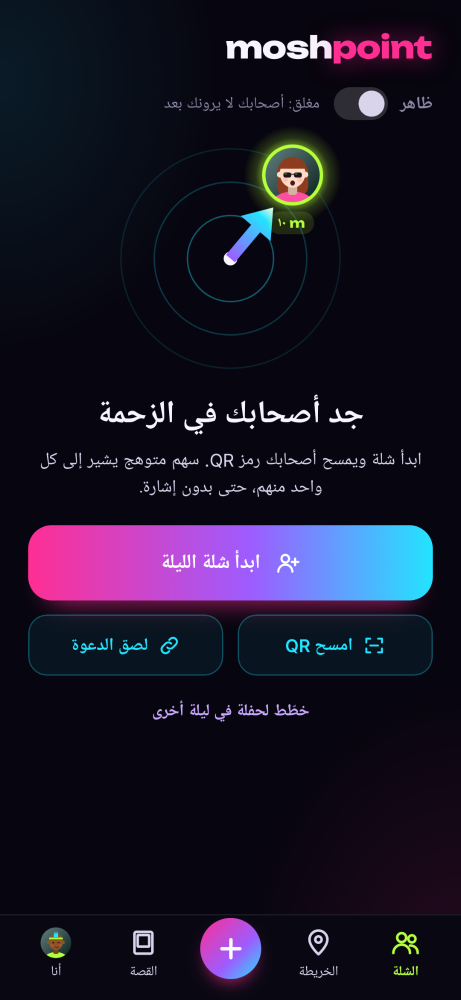 moshpoint
ظاهر
مغلق: أصحابك لا يرونك بعد
١٠ m
جد أصحابك في الزحمة
ابدأ شلة ويمسح أصحابك رمز QR. سهم متوهج يشير إلى كل
واحد منهم، حتى بدون إشارة.
ابدأ شلة الليلة
امسح QR
لصق الدعوة
خطّط لحفلة في ليلة أخرى
الشلة
الخريطة
القصة
أنا